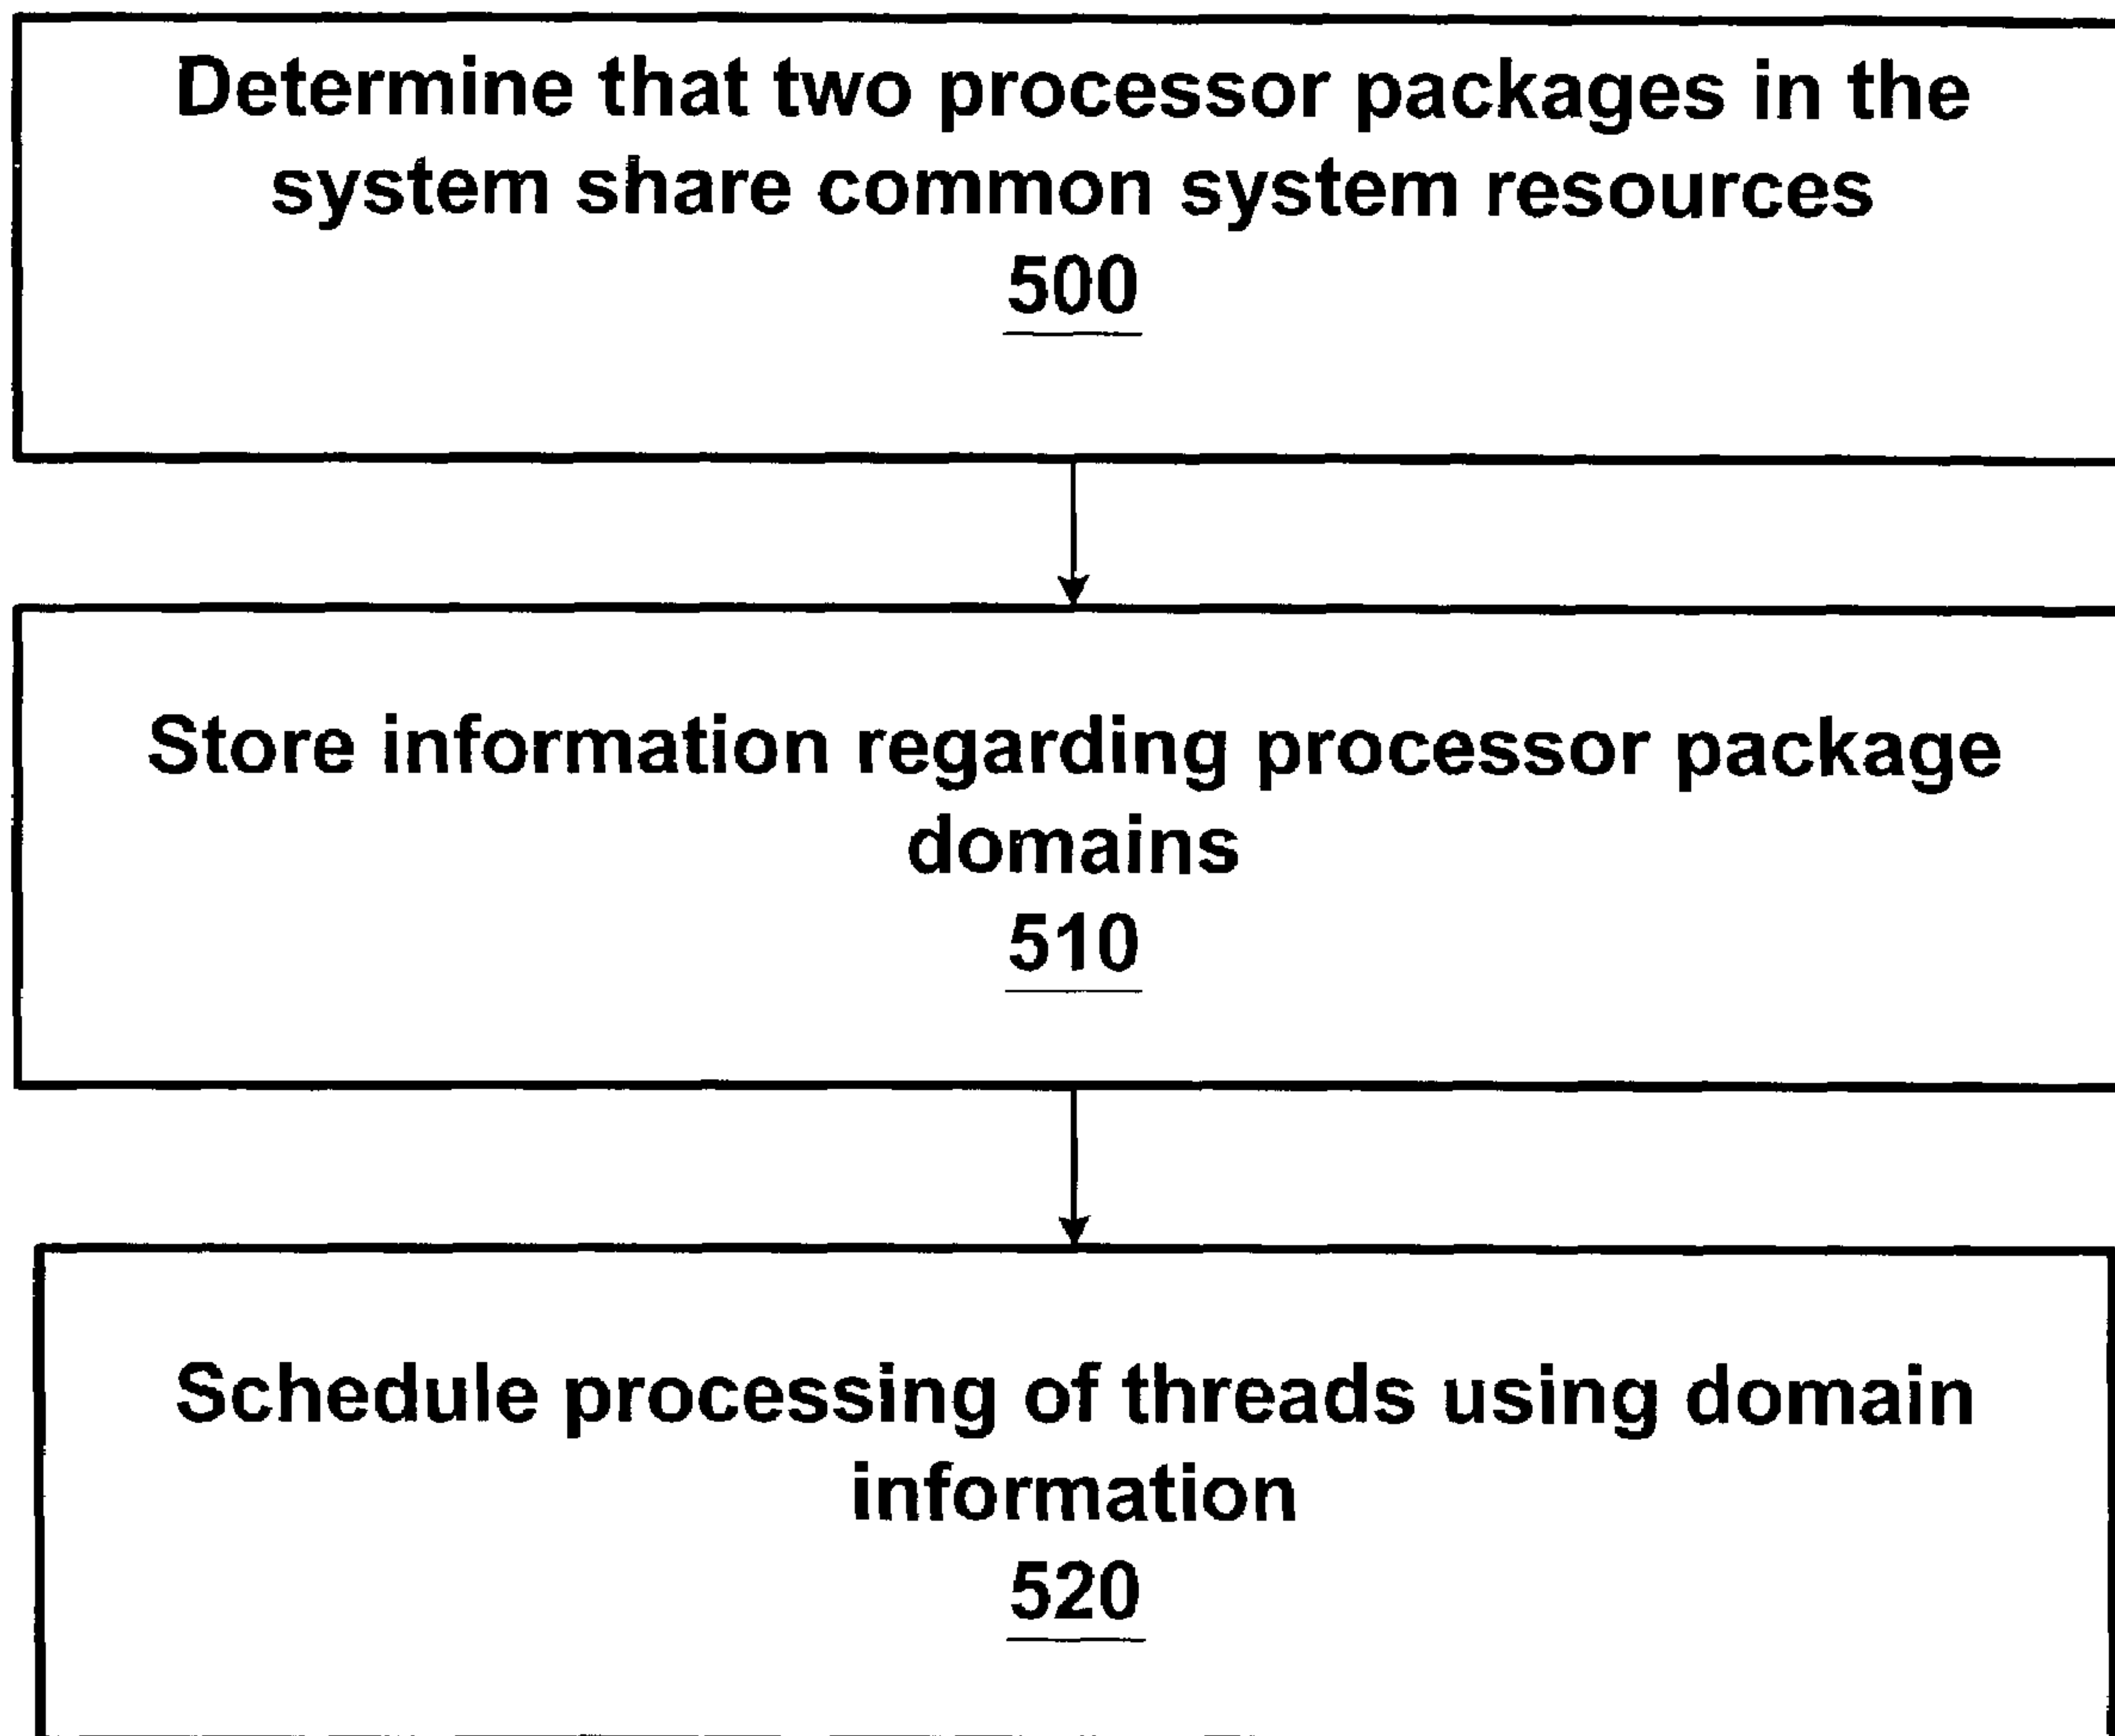 Determine that two processor packages in the
system share common system resources
500
Store information regarding processor package
domains
510
Schedule processing of threads using domain
information
520